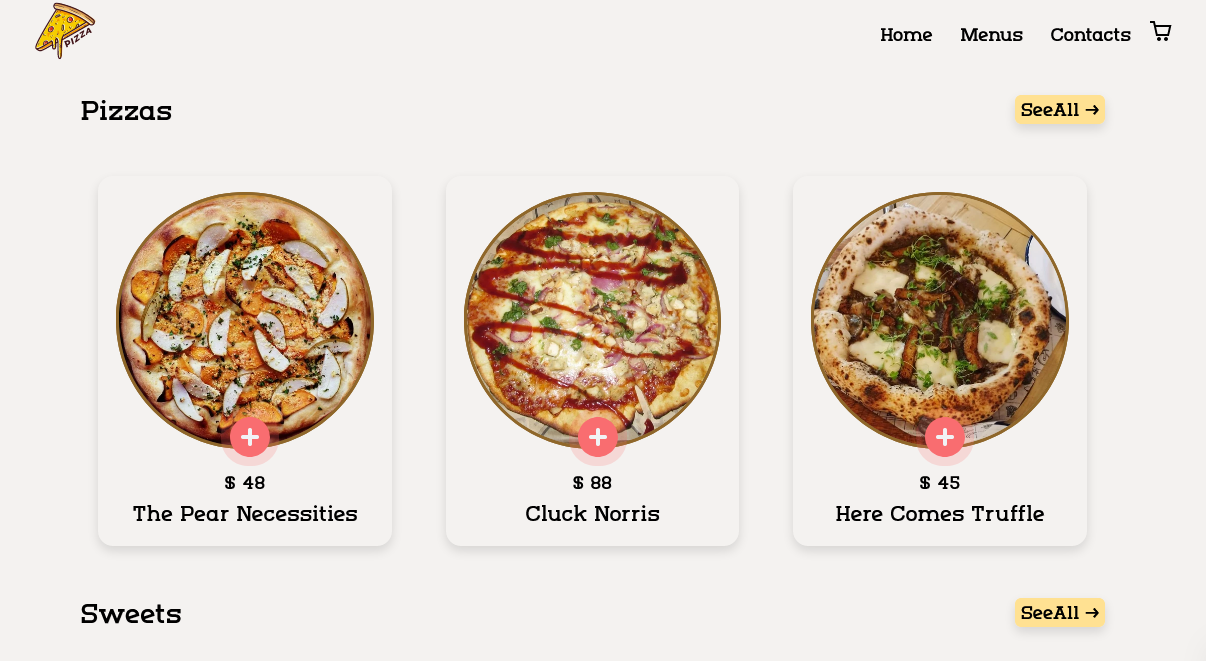 PIZZA
Home Menus Contacts
Pizzas
SeeAll →
$ 48
The Pear Necessities
$ 88
Cluck Norris
$ 45
Here Comes Truffle
Sweets
SeeAll →